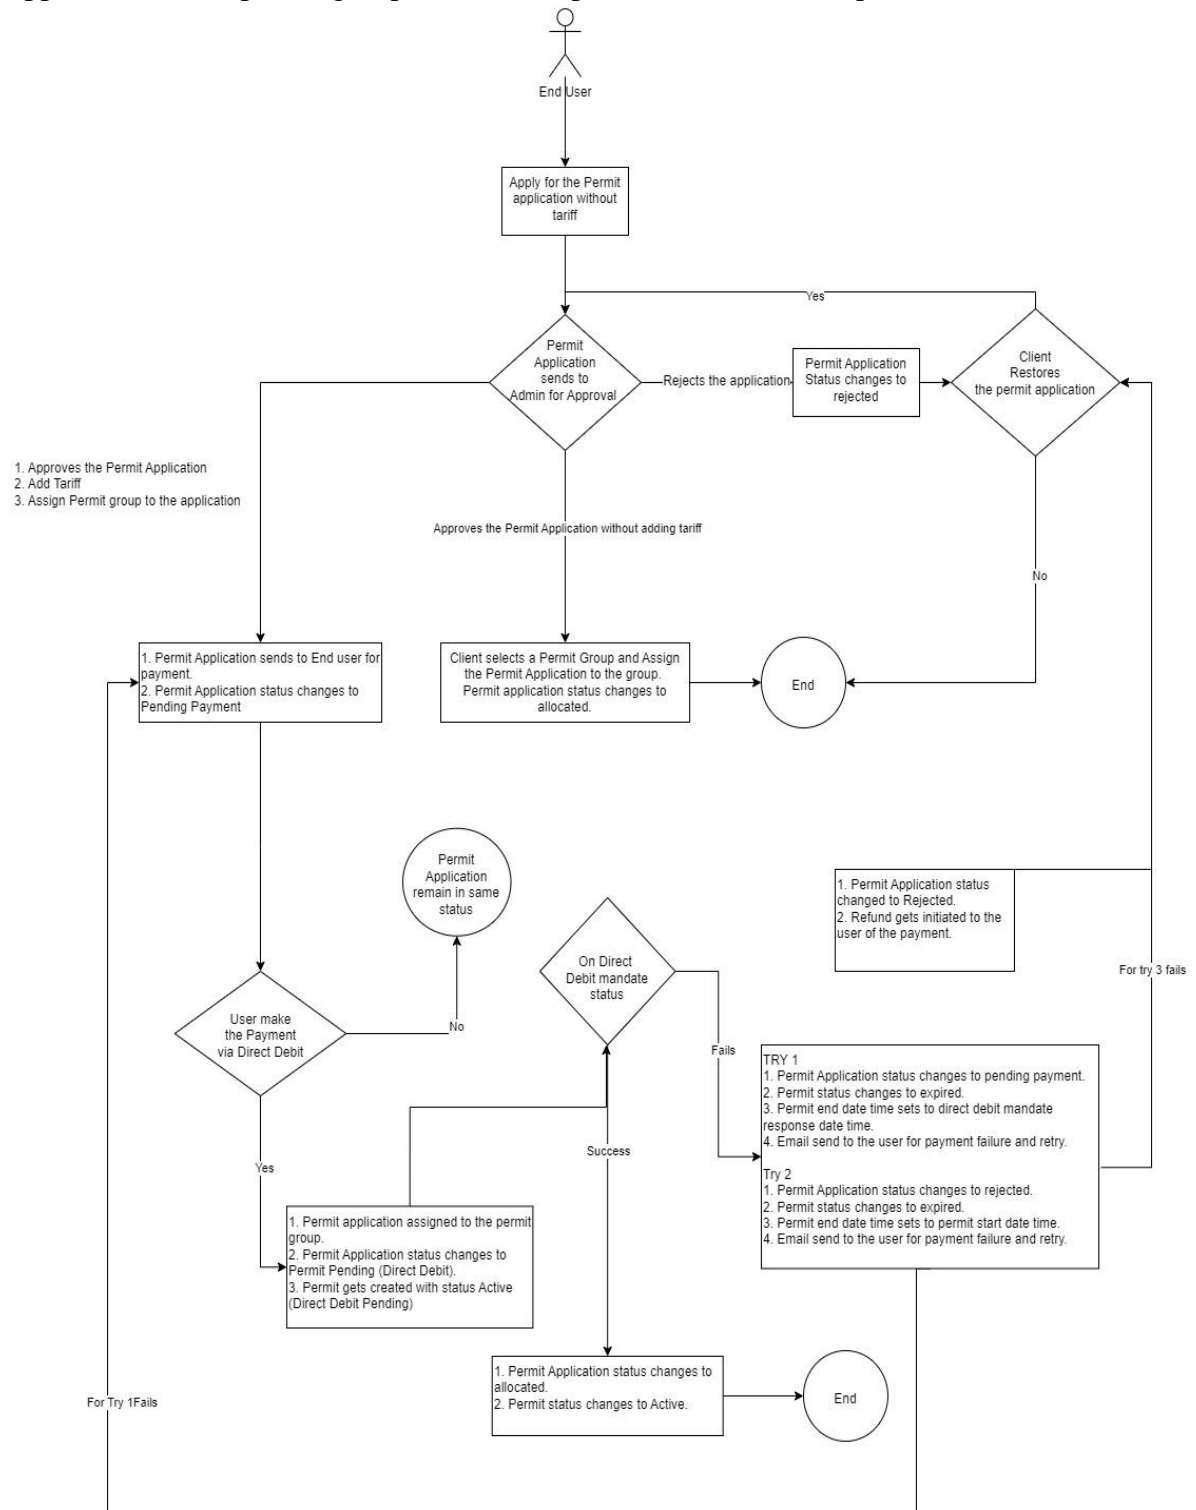 End User
Apply for the Permit
application without
tariff
Yes
Permit
Application
sends to
Admin for Approval
Rejects the application
Permit Application
Status changes to
rejected
Client
Restores
the permit application
1. Approves the Permit Application
2. Add Tariff
3. Assign Permit group to the application
Approves the Permit Application without adding tariff
No
1. Permit Application sends to End user for
payment.
2. Permit Application status changes to
Pending Payment
Client selects a Permit Group and Assign
the Permit Application to the group.
Permit application status changes to
allocated.
End
Permit
Application
remain in same
status
1. Permit Application status
changed to Rejected.
2. Refund gets initiated to the
user of the payment.
On Direct
Debit mandate
status
For try 3 fails
User make
the Payment
via Direct Debit
No
Fails
TRY 1
1. Permit Application status changes to pending payment.
2. Permit status changes to expired.
3. Permit end date time sets to direct debit mandate
response date time.
4. Email send to the user for payment failure and retry.
Try 2
1. Permit Application status changes to rejected.
2. Permit status changes to expired.
3. Permit end date time sets to permit start date time.
4. Email send to the user for payment failure and retry.
Success
Yes
1. Permit application assigned to the permit
group.
2. Permit Application status changes to
Permit Pending (Direct Debit).
3. Permit gets created with status Active
(Direct Debit Pending)
1. Permit Application status changes to
allocated.
2. Permit status changes to Active.
End
For Try 1Fails